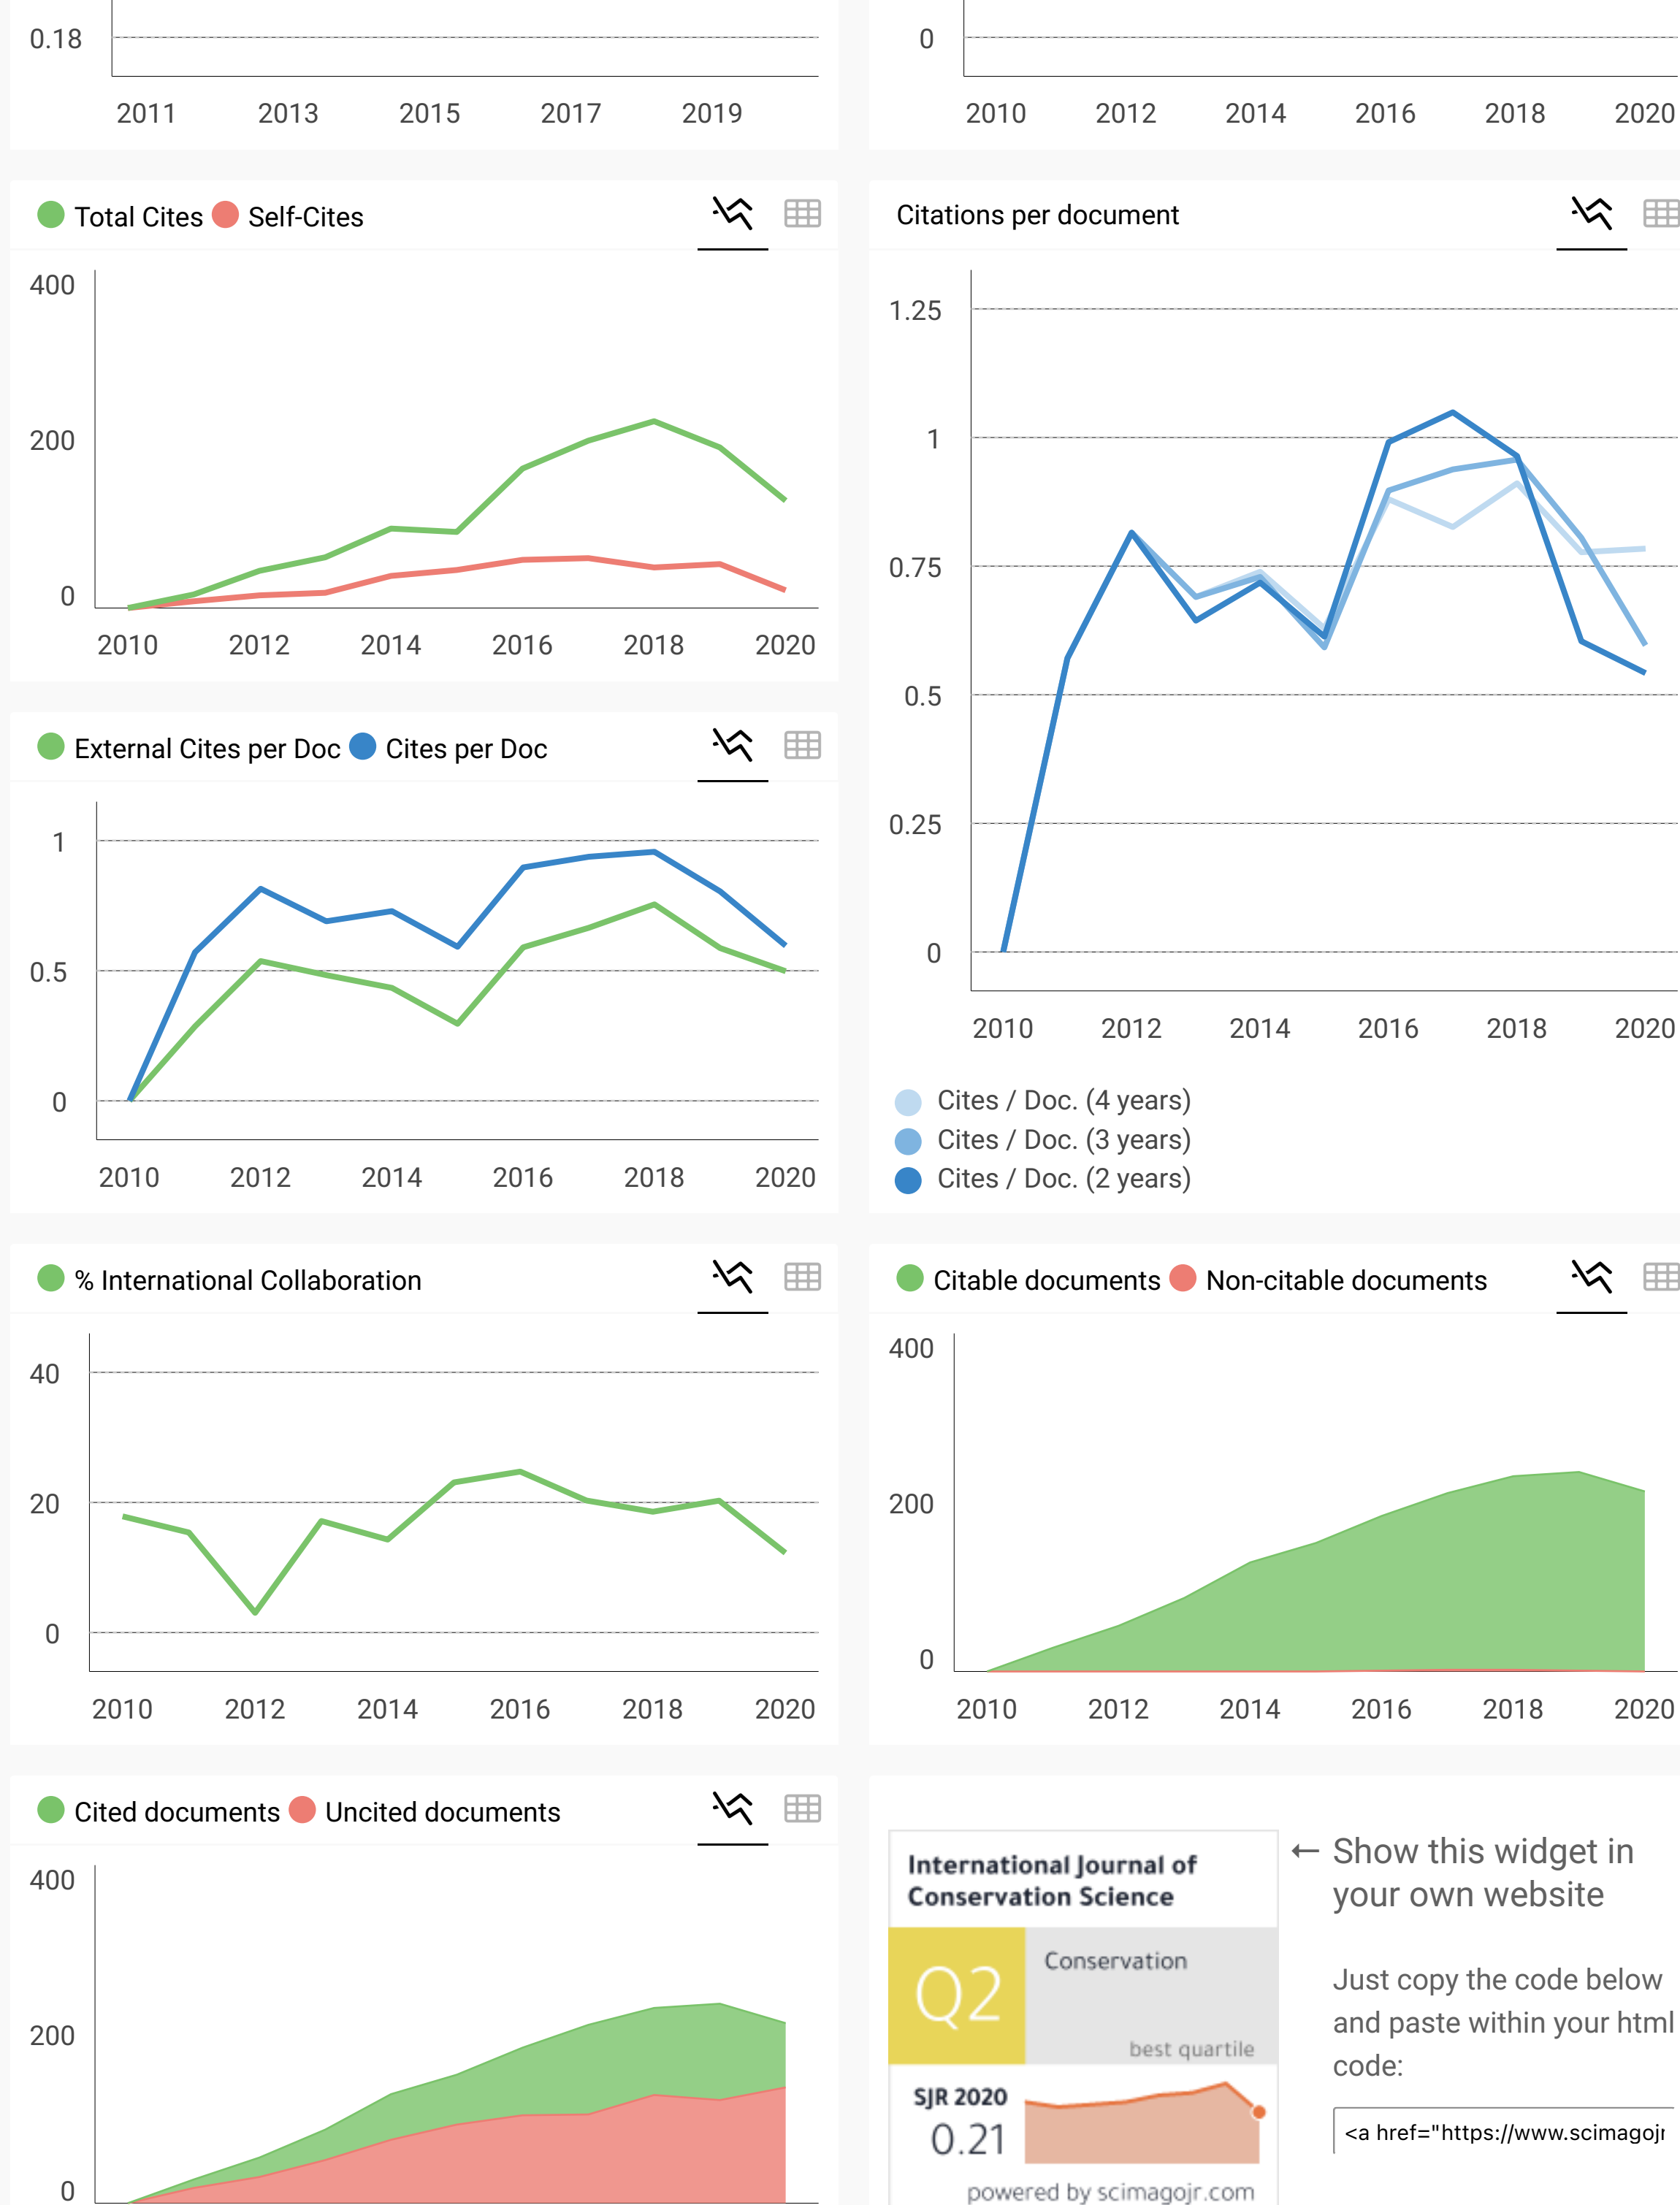 0.18
2011 2013 2015 2017 2019
0
2010 2012 2014 2016 2018 2020
Total Cites Self-Cites
400
200
0
2010 2012 2014 2016 2018 2020
Citations per document
1.25
1
0.75
0.5
0.25
0
2010 2012 2014 2016 2018 2020
Cites / Doc. (4 years)
Cites / Doc. (3 years)
Cites / Doc. (2 years)
External Cites per Doc Cites per Doc
1
0.5
0
2010 2012 2014 2016 2018 2020
% International Collaboration
40
20
0
2010 2012 2014 2016 2018 2020
Citable documents Non-citable documents
400
200
0
2010 2012 2014 2016 2018 2020
Cited documents Uncited documents
400
200
0
International Journal of
Conservation Science
Q2
Conservation
best quartile
SJR 2020
0.21
powered by scimagojr.com
← Show this widget in
your own website
Just copy the code below
and paste within your html
code:
<a href="https://www.scimagojr